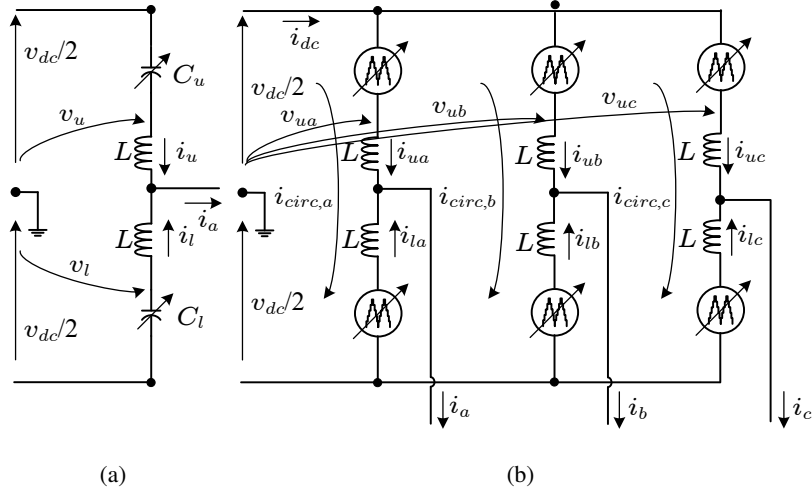 v_dc/2
C_u
v_u
L
i_u
i_a
L
i_l
v_l
C_l
v_dc/2
(a)
i_dc
v_dc/2
v_ua
v_ub
v_uc
L
i_ua
L
i_ub
L
i_uc
i_circ,a
i_circ,b
i_circ,c
L
i_la
L
i_lb
L
i_lc
v_dc/2
i_a
i_b
i_c
(b)